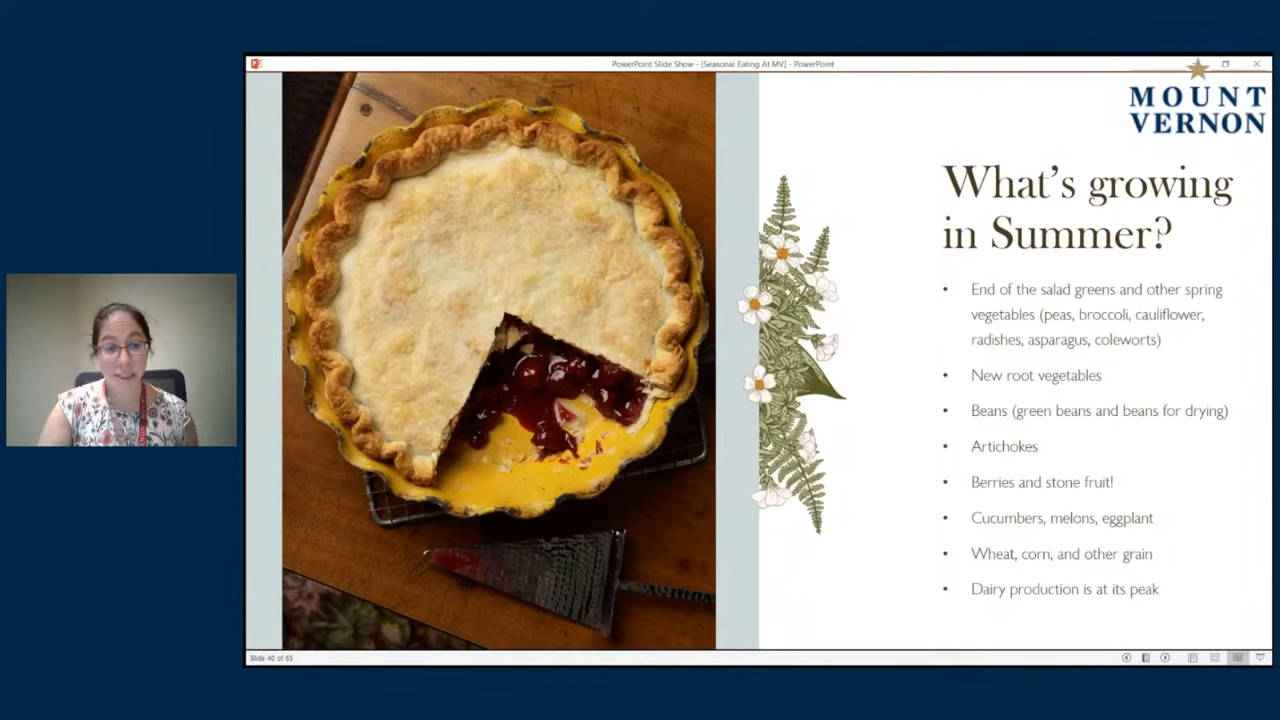 PowerPoint Slide Show - [Seasonal Eating At MV] - PowerPoint
MOUNT
VERNON
What's growing
in Summer?
• End of the salad greens and other spring
vegetables (peas, broccoli, cauliflower,
radishes, asparagus, coleworts)
• New root vegetables
• Beans (green beans and beans for drying)
• Artichokes
• Berries and stone fruit!
• Cucumbers, melons, eggplant
• Wheat, corn, and other grain
• Dairy production is at its peak
Slide 40 of 63